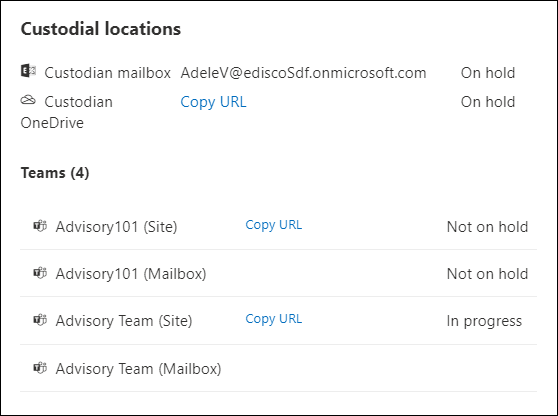 Custodial locations
Custodian mailbox AdeleV@ediscoSdf.onmicrosoft.com On hold
Custodian Copy URL On hold
OneDrive
Teams (4)
Advisory101 (Site) Copy URL Not on hold
Advisory101 (Mailbox) Not on hold
Advisory Team (Site) Copy URL In progress
Advisory Team (Mailbox)